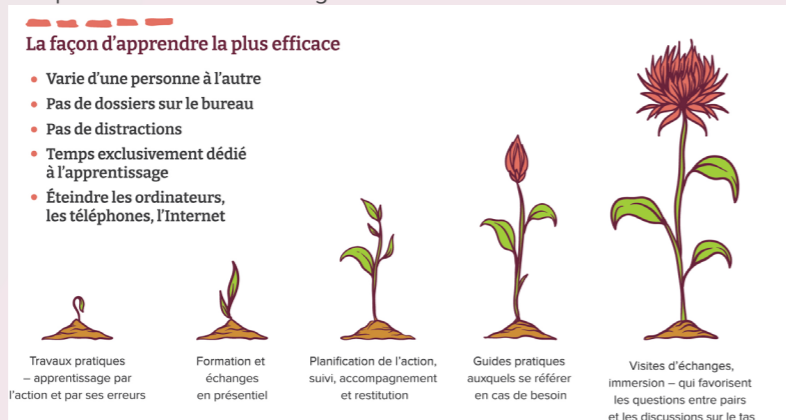 La façon d'apprendre la plus efficace
• Varie d'une personne à l'autre
• Pas de dossiers sur le bureau
• Pas de distractions
• Temps exclusivement dédié
à l'apprentissage
• Éteindre les ordinateurs,
les téléphones, l'Internet
Travaux pratiques
– apprentissage par
l'action et par ses erreurs
Formation et
échanges
en présentiel
Planification de l'action,
suivi, accompagnement
et restitution
Guides pratiques
auxquels se référer
en cas de besoin
Visites d'échanges,
immersion – qui favorisent
les questions entre pairs
et les discussions sur le tas